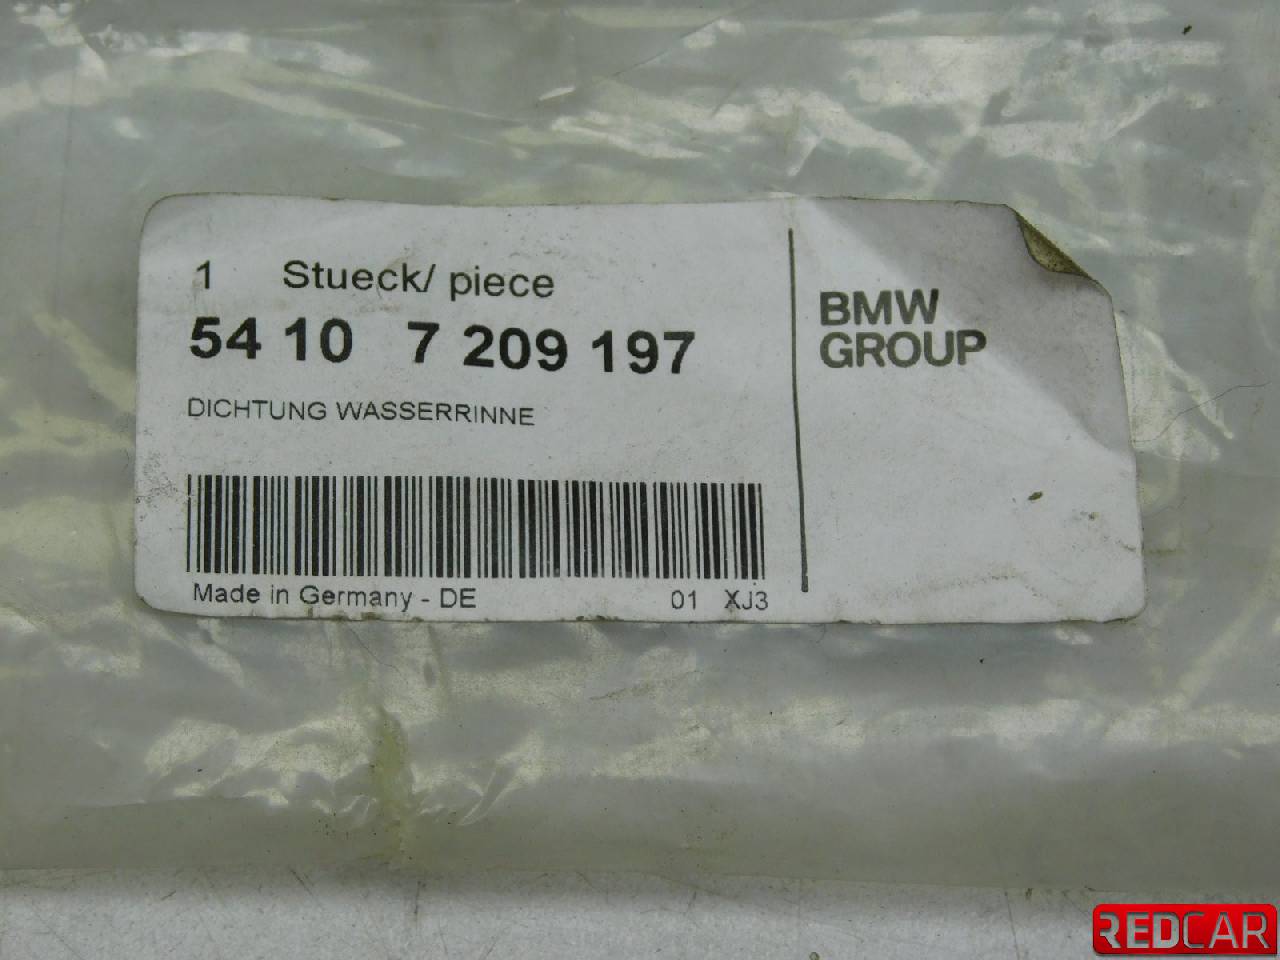 1 Stueck/ piece
54 10 7 209 197
DICHTUNG WASSERRINNE
Made in Germany - DE 01 XJ3
BMW
GROUP
REDCAR